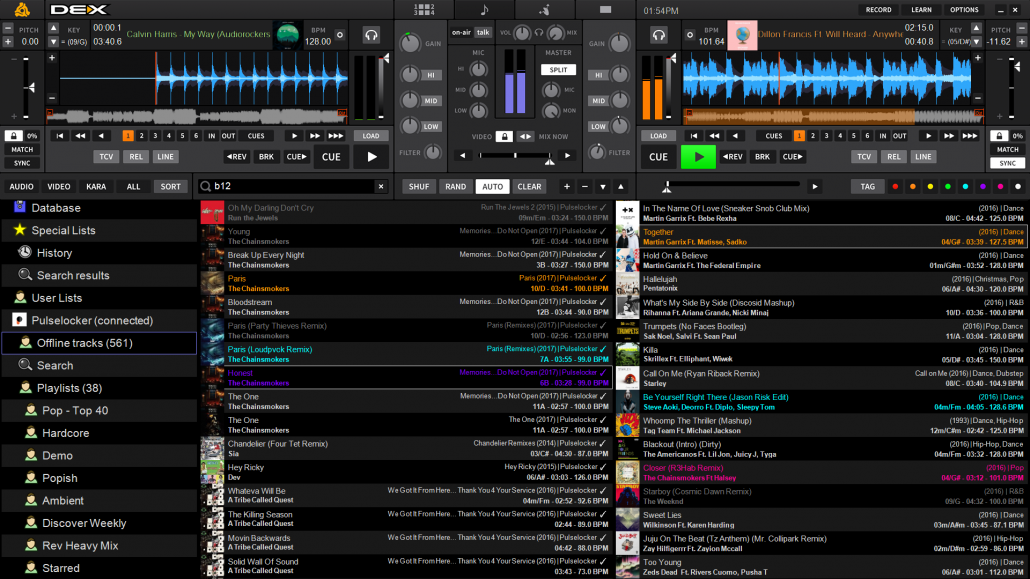 DEX
01:54PM
RECORD LEARN OPTIONS
PITCH
+ 0.00
KEY
= (09/G)
00:00.1
03:40.6
Calvin Harris - My Way (Audiorockers
BPM
128.00
GAIN
HI
MID
LOW
FILTER
on-air talk
VOL
MIX
MIC
HI
MID
LOW
MASTER
SPLIT
MIC
MON
VIDEO
MIX NOW
GAIN
HI
MID
LOW
FILTER
BPM
101.64
Dillon Francis Ft. Will Heard - Anywhe
02:15.0
00:40.8
KEY
(05/D#)
PITCH
-11.62
0%
MATCH
SYNC
1 2 3 4 5 6 IN OUT CUES
LOAD
TCV REL LINE
◄REV BRK CUE► CUE
LOAD
CUES 1 2 3 4 5 6 IN OUT
CUE
◄REV BRK CUE►
TCV REL LINE
0%
MATCH
SYNC
AUDIO VIDEO KARA ALL SORT
b12
SHUF RAND AUTO CLEAR
TAG
Database
Special Lists
History
Search results
User Lists
Pulselocker (connected)
Offline tracks (561)
Search
Playlists (38)
Pop - Top 40
Hardcore
Demo
Popish
Ambient
Discover Weekly
Rev Heavy Mix
Starred
Oh My Darling Don't Cry Run The Jewels 2 (2015) | Pulselocker ✓
Run the Jewels 09m/Em - 03:24 - 150.0 BPM
Young Memories...Do Not Open (2017) | Pulselocker ✓
The Chainsmokers 12/E - 03:44 - 104.0 BPM
Break Up Every Night Memories...Do Not Open (2017) | Pulselocker ✓
The Chainsmokers 3B - 03:27 - 150.0 BPM
Paris Paris (2017) | Pulselocker ✓
The Chainsmokers 10/D - 03:41 - 100.0 BPM
Bloodstream Memories...Do Not Open (2017) | Pulselocker ✓
The Chainsmokers 12B - 03:44 - 90.0 BPM
Paris (Party Thieves Remix) Paris (Remixes) (2017) | Pulselocker ✓
The Chainsmokers 10/D - 02:56 - 123.0 BPM
Paris (Loudpvck Remix) Paris (Remixes) (2017) | Pulselocker ✓
The Chainsmokers 7A - 03:55 - 99.0 BPM
Honest Memories...Do Not Open (2017) | Pulselocker ✓
The Chainsmokers 6B - 03:28 - 99.0 BPM
The One Memories...Do Not Open (2017) | Pulselocker ✓
The Chainsmokers 11A - 02:57 - 100.0 BPM
The One The One (2017) | Pulselocker ✓
The Chainsmokers 11A - 02:57 - 100.0 BPM
Chandelier (Four Tet Remix) Chandelier Remixes (2014) | Pulselocker ✓
Sia 03/C# - 04:30 - 87.0 BPM
Hey Ricky Hey Ricky (2015) | Pulselocker ✓
Dev 06/A# - 03:03 - 126.0 BPM
Whateva Will Be We Got It From Here... Thank You 4 Your Service (2016) | Pulselocker ✓
A Tribe Called Quest 04m/Fm - 02:52 - 92.6 BPM
The Killing Season We Got It From Here... Thank You 4 Your Service (2016) | Pulselocker ✓
A Tribe Called Quest 02:44 - 89.0 BPM
Movin Backwards We Got It From Here... Thank You 4 Your Service (2016) | Pulselocker ✓
A Tribe Called Quest 04:42 - 88.0 BPM
Solid Wall Of Sound We Got It From Here... Thank You 4 Your Service (2016) | Pulselocker ✓
A Tribe Called Quest 03:43 - 73.0 BPM
In The Name Of Love (Sneaker Snob Club Mix) (2016) | Dance
Martin Garrix Ft. Bebe Rexha 08/C - 04:42 - 125.0 BPM
Together (2016) | Dance
Martin Garrix Ft. Matisse, Sadko 04/G# - 03:39 - 127.5 BPM
Hold On & Believe (2016) | Dance
Martin Garrix Ft. The Federal Empire 01m/G#m - 03:52 - 128.0 BPM
Hallelujah (2016) | Christmas, Pop
Pentatonix 06/A# - 04:30 - 120.0 BPM
What's My Side By Side (Discosid Mashup) (2016) | R&B
Rihanna Ft. Ariana Grande, Nicki Minaj 10/D - 03:36 - 100.0 BPM
Trumpets (No Faces Bootleg) (2016) | Pop, Dance
Sak Noel, Salvi Ft. Sean Paul 11/A - 03:04 - 128.0 BPM
Killa (2016) | Dance
Skrillex Ft. Elliphant, Wiwek 05/D# - 03:45 - 150.0 BPM
Call On Me (Ryan Riback Remix) Call on Me (2016) | Dance, Dubstep
Starley 08/C - 03:40 - 104.9 BPM
Be Yourself Right There (Jason Risk Edit) (2016) | Dance
Steve Aoki, Deorro Ft. Diplo, Sleepy Tom 04m/Fm - 04:05 - 128.6 BPM
Whoomp The Thriller (Mashup) (1993) | Dance, Hip-Hop
Tag Team Ft. Michael Jackson 12m/C#m - 02:42 - 125.0 BPM
Blackout (Intro) (Dirty) (2016) | Hip-Hop, Dance
The Americanos Ft. Lil Jon, Juicy J, Tyga 04m/Fm - 03:32 - 128.0 BPM
Closer (R3Hab Remix) (2016) | Pop
The Chainsmokers Ft Halsey 04/G# - 03:12 - 101.0 BPM
Starboy (Cosmic Dawn Remix) (2016) | R&B
The Weeknd 09/G - 04:32 - 100.0 BPM
Sweet Lies (2016) | Dance
Wilkinson Ft. Karen Harding 03m/A#m - 03:45 - 87.1 BPM
Juju On The Beat (Tz Anthem) (Mr. Collipark Remix) (2016) | Hip-Hop
Zay Hilfigerr Ft. Zayion Mccall 02m/D#m - 02:59 - 86.0 BPM
Too Young (2016) | Dance
Zeds Dead Ft. Rivers Cuomo, Pusha T 06/A# - 03:01 - 112.0 BPM